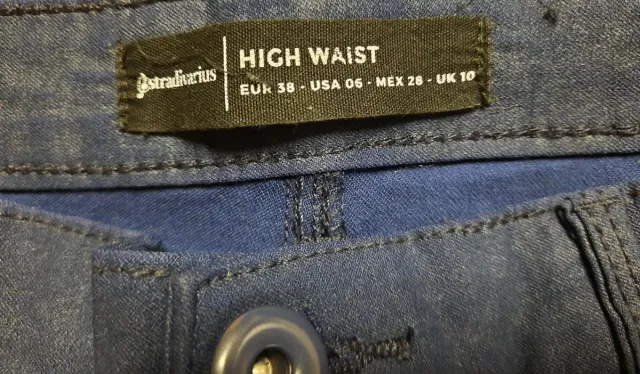 stradivarius
HIGH WAIST
EUR 38 - USA 06 - MEX 28 - UK 10